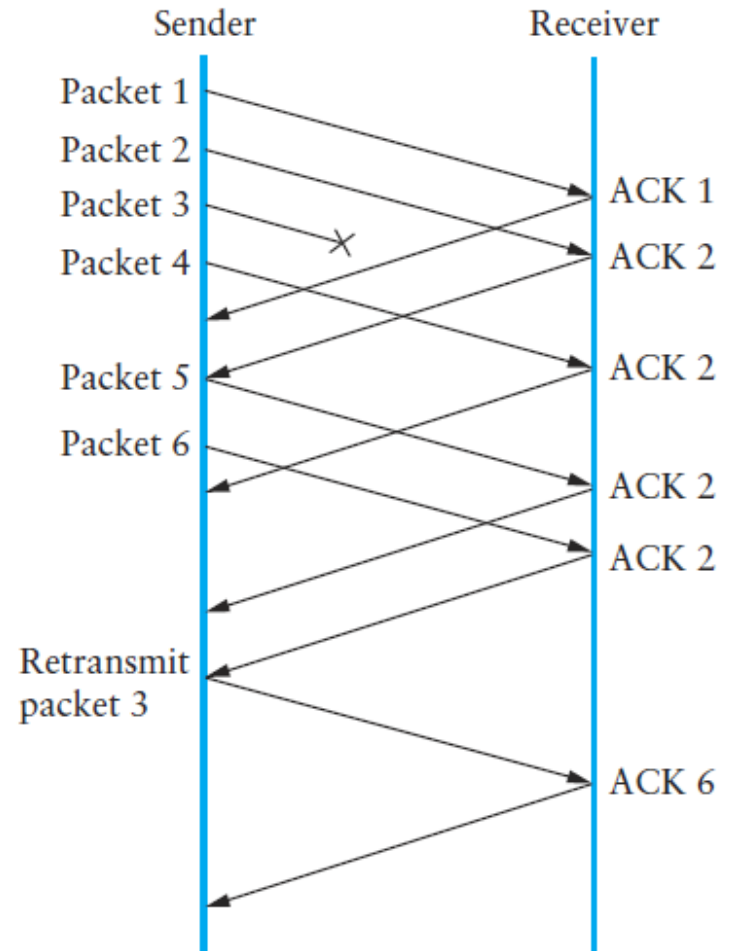 Sender
Receiver
Packet 1
Packet 2
ACK 1
Packet 3
ACK 2
Packet 4
ACK 2
Packet 5
Packet 6
ACK 2
ACK 2
Retransmit
packet 3
ACK 6